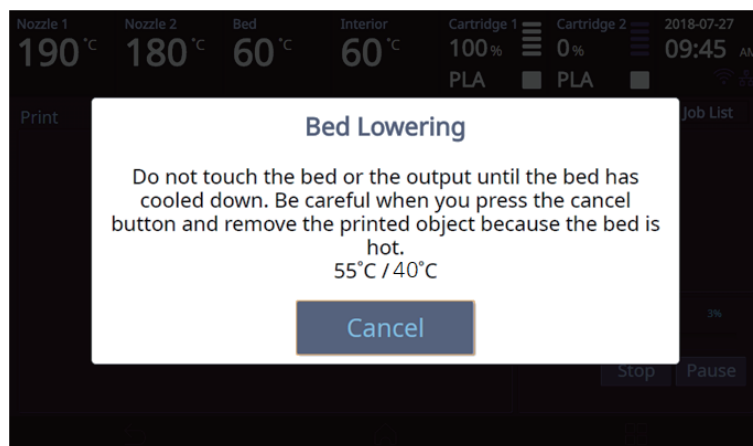 Nozzle 1 Nozzle 2 Bed Interior Cartridge 1 Cartridge 2 2018-07-27
190°C 180°C 60°C 60°C 100% 0% 09:45 AM
PLA PLA
Print Job List
Bed Lowering
Do not touch the bed or the output until the bed has
cooled down. Be careful when you press the cancel
button and remove the printed object because the bed is
hot.
55°C / 40°C
3%
Cancel
Stop Pause